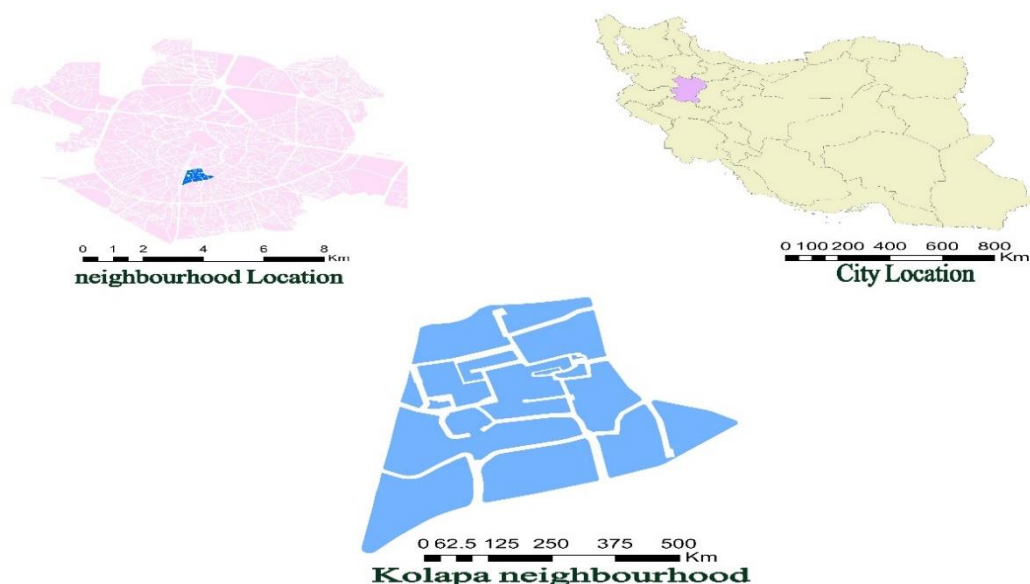 0 1 2 4 6 8
Km
neighbourhood Location
0 100 200 400 600 800
Km
City Location
0 62.5 125 250 375 500
Km
Kolapa neighbourhood